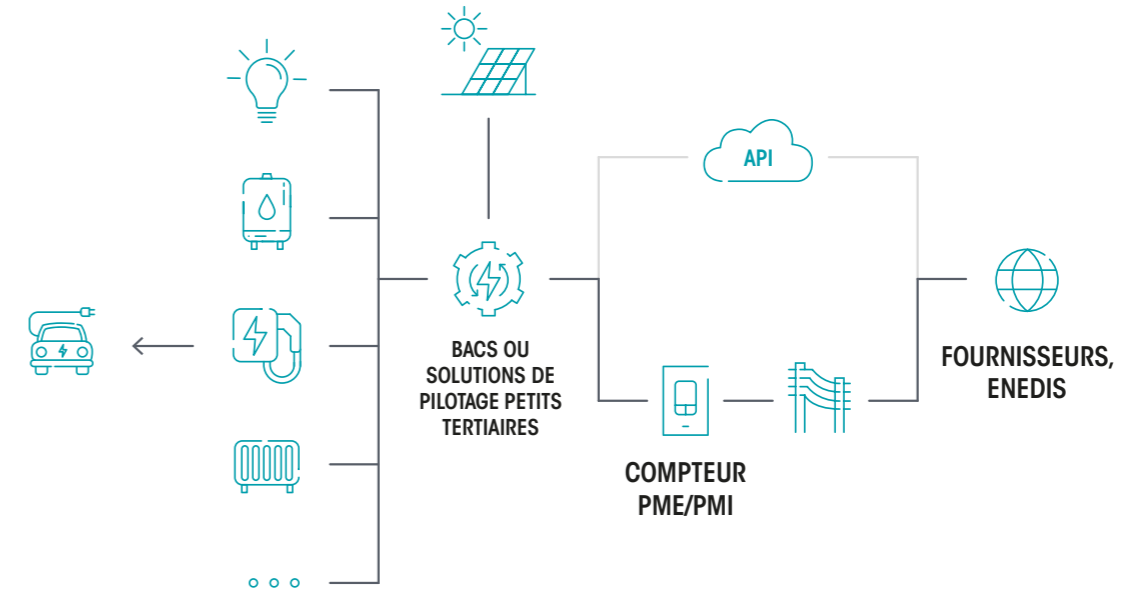 API
BACS OU
SOLUTIONS DE
PILOTAGE PETITS
TERTIAIRES
COMPTEUR
PME/PMI
FOURNISSEURS,
ENEDIS